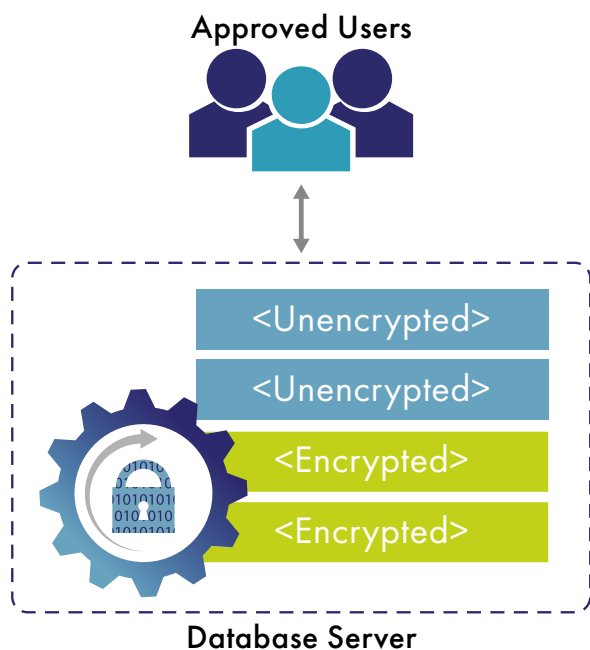 Approved Users
<Unencrypted>
<Unencrypted>
<Encrypted>
<Encrypted>
Database Server